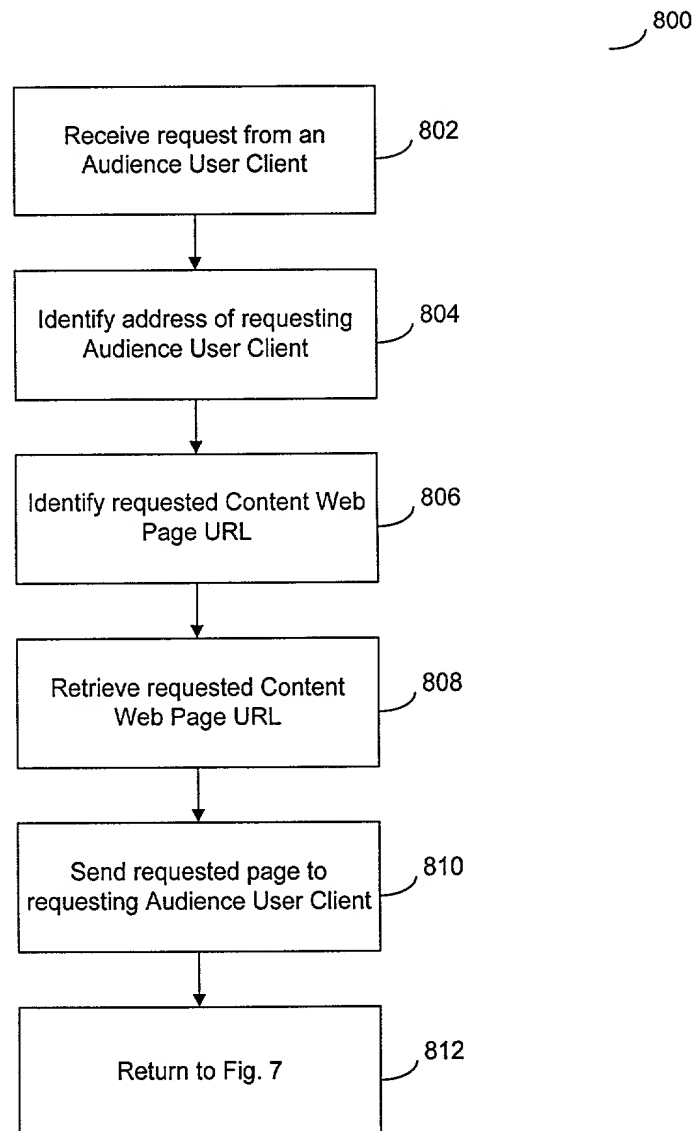 800
Receive request from an
Audience User Client
802
Identify address of requesting
Audience User Client
804
Identify requested Content Web
Page URL
806
Retrieve requested Content
Web Page URL
808
Send requested page to
requesting Audience User Client
810
Return to Fig. 7
812